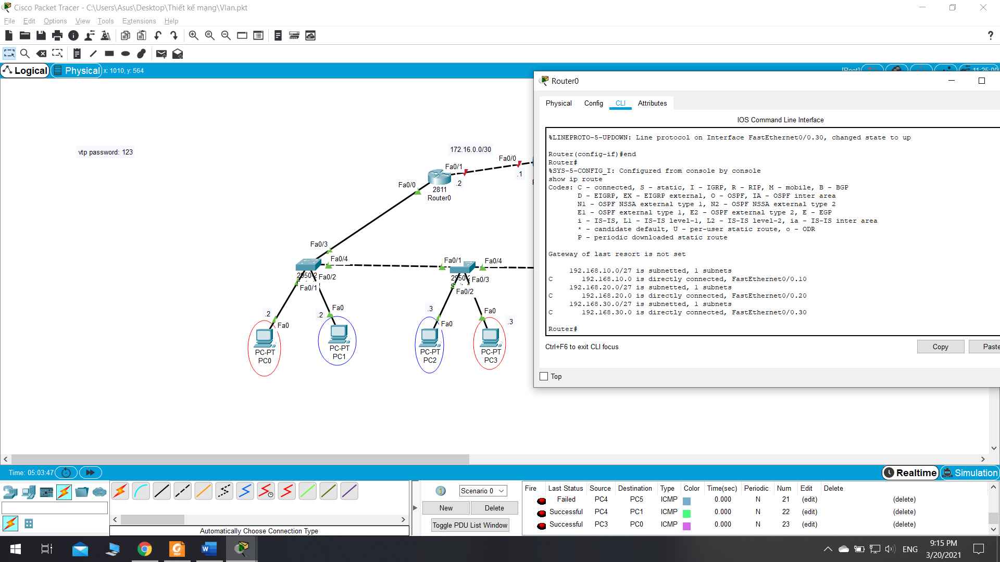 Cisco Packet Tracer - C:\Users\Asus\Desktop\Thiết kế mạng\Vlan.pkt
File Edit Options View Tools Extensions Help
?
Logical Physical x: 1010, y: 564
[Root] 11:25:00
vtp password: 123
172.16.0.0/30
Fa0/0
Fa0/1
.1
.2
Fa0/0
2811
Router0
Fa0/3
Fa0/4
Fa0/1
Fa0/4
Fa0/2
Fa0/1
Fa0/3
Fa0/2
.2
Fa0
.2
Fa0
.3
Fa0
Fa0
.3
PC-PT
PC0
PC-PT
PC1
PC-PT
PC2
PC-PT
PC3
Router0
Physical Config CLI Attributes
IOS Command Line Interface
%LINEPROTO-5-UPDOWN: Line protocol on Interface FastEthernet0/0.30, changed state to up
Router(config-if)#end
Router#
%SYS-5-CONFIG_I: Configured from console by console
show ip route
Codes: C - connected, S - static, I - IGRP, R - RIP, M - mobile, B - BGP
D - EIGRP, EX - EIGRP external, O - OSPF, IA - OSPF inter area
N1 - OSPF NSSA external type 1, N2 - OSPF NSSA external type 2
E1 - OSPF external type 1, E2 - OSPF external type 2, E - EGP
i - IS-IS, L1 - IS-IS level-1, L2 - IS-IS level-2, ia - IS-IS inter area
* - candidate default, U - per-user static route, o - ODR
P - periodic downloaded static route
Gateway of last resort is not set
192.168.10.0/27 is subnetted, 1 subnets
C 192.168.10.0 is directly connected, FastEthernet0/0.10
192.168.20.0/27 is subnetted, 1 subnets
C 192.168.20.0 is directly connected, FastEthernet0/0.20
192.168.30.0/27 is subnetted, 1 subnets
C 192.168.30.0 is directly connected, FastEthernet0/0.30
Router#
Ctrl+F6 to exit CLI focus
Copy Paste
Top
Time: 05:03:47
Realtime Simulation
Scenario 0
New Delete
Toggle PDU List Window
Automatically Choose Connection Type
Fire Last Status Source Destination Type Color Time(sec) Periodic Num Edit Delete
Failed PC4 PC5 ICMP 0.000 N 21 (edit) (delete)
Successful PC4 PC1 ICMP 0.000 N 22 (edit) (delete)
Successful PC3 PC0 ICMP 0.000 N 23 (edit) (delete)
ENG
9:15 PM
3/20/2021